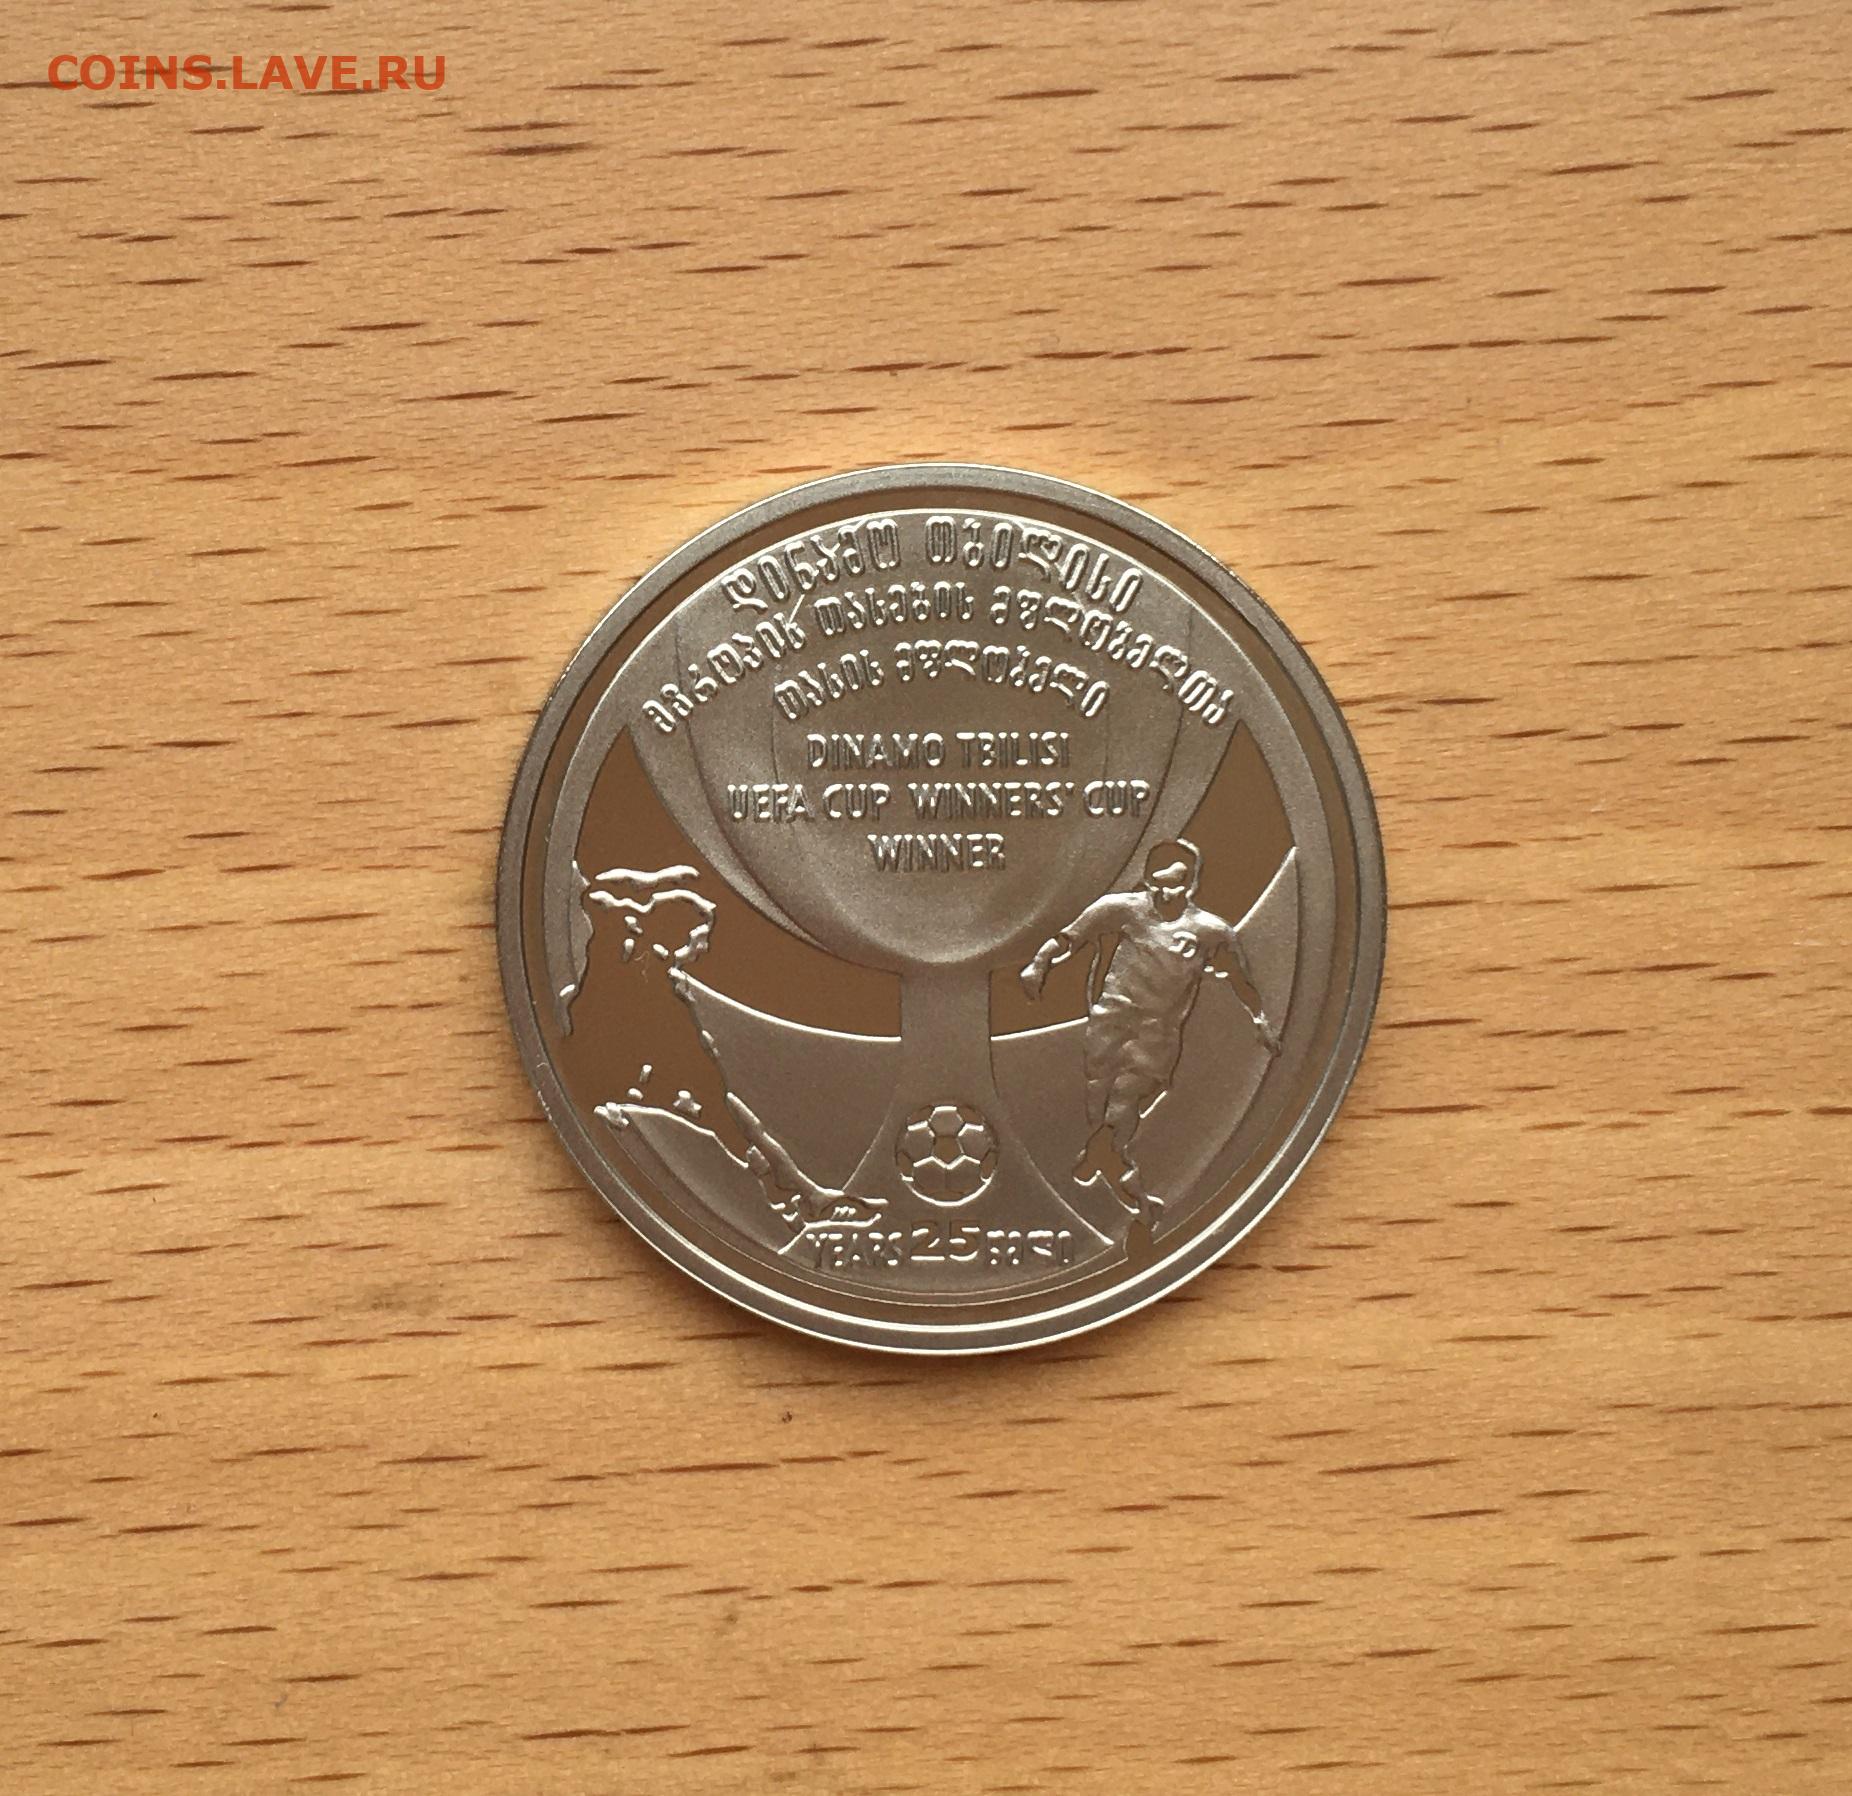 COINS.LAVE.RU
დინამო თბილისი
ევროპის თასების მფლობელთა
თასის მფლობელი
DINAMO TBILISI
UEFA CUP WINNERS' CUP
WINNER
YEARS 25 წელი